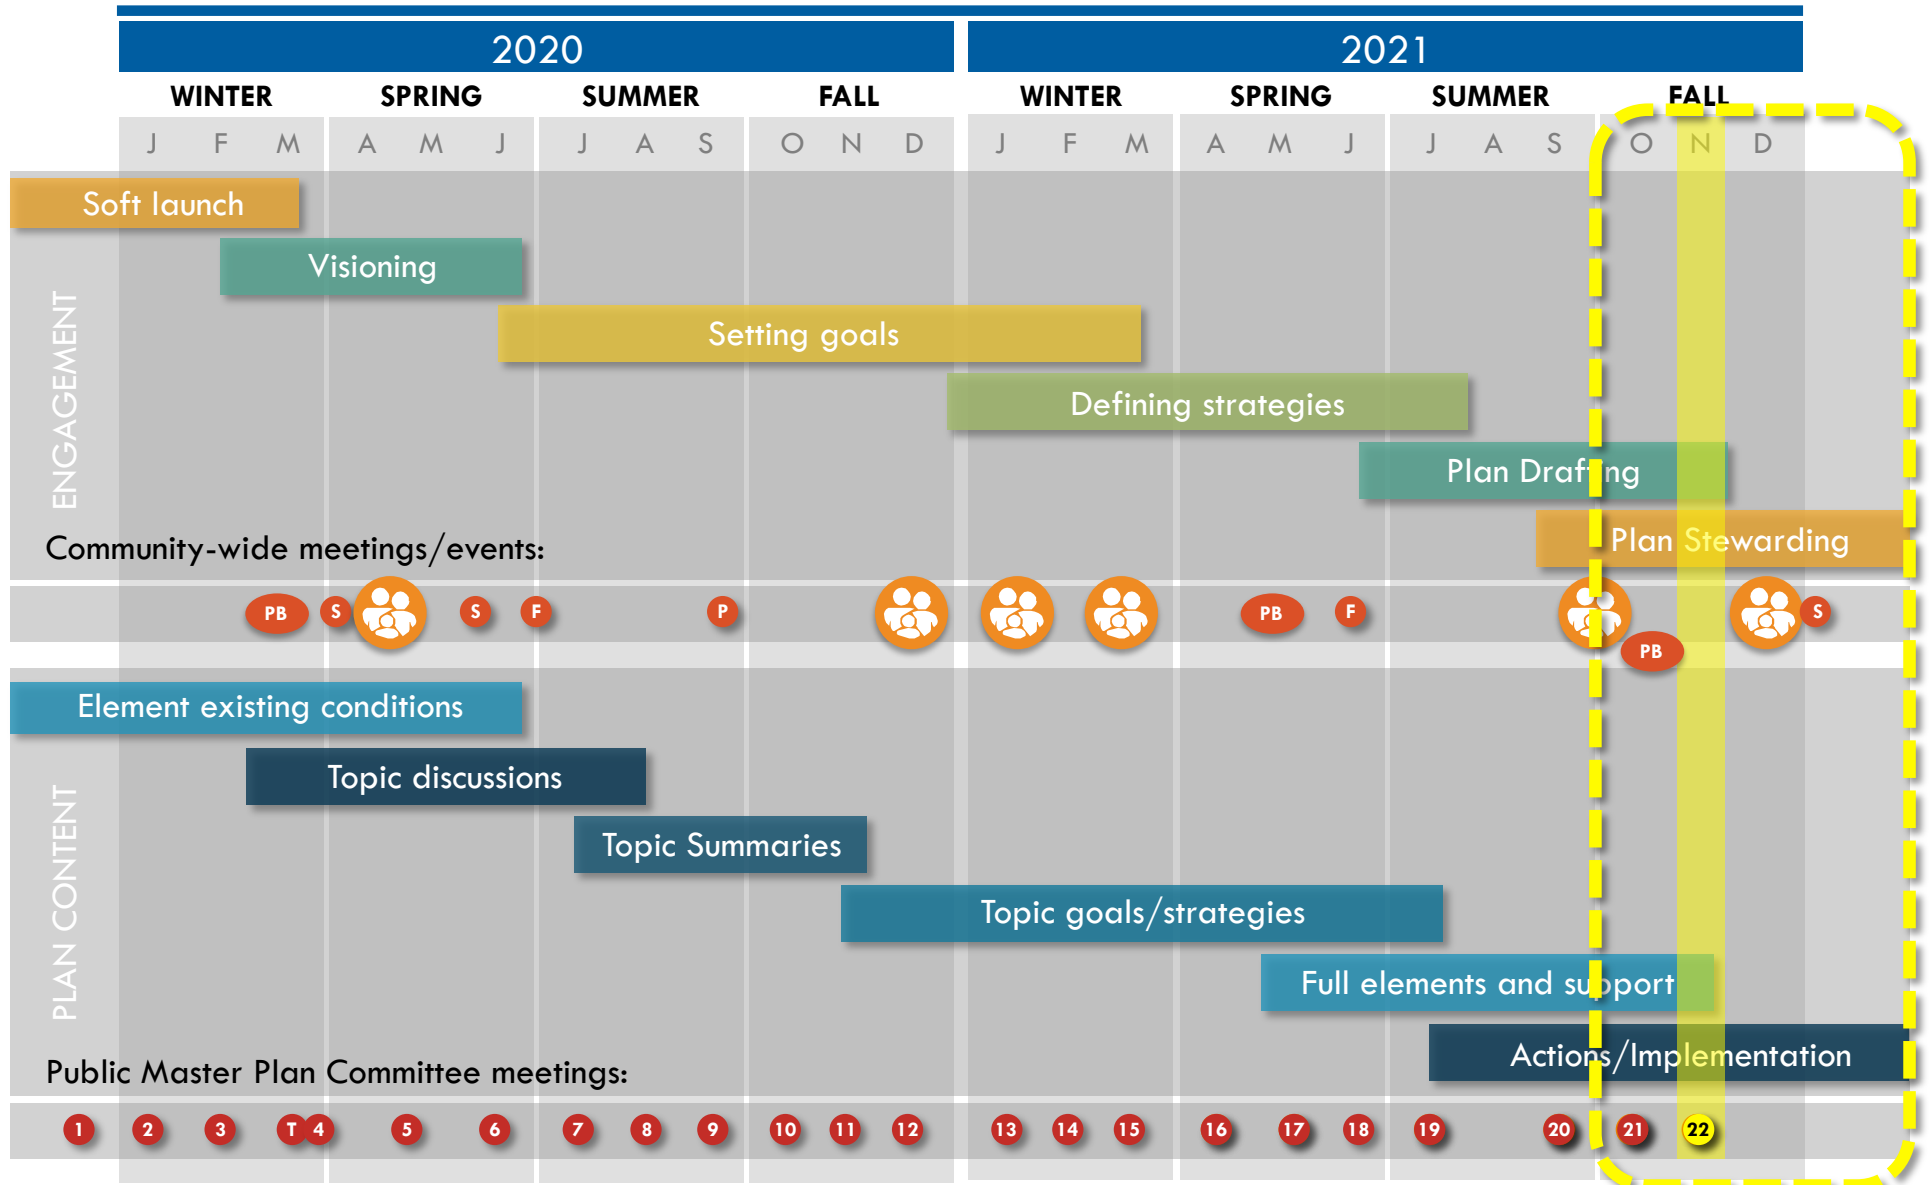 2020 2021
WINTER SPRING SUMMER FALL WINTER SPRING SUMMER FALL
J F M A M J J A S O N D J F M A M J J A S O N D
ENGAGEMENT
Soft launch
Visioning
Setting goals
Defining strategies
Plan Drafting
Plan Stewarding
Community-wide meetings/events:
PB S S F P PB F PB S
PLAN CONTENT
Element existing conditions
Topic discussions
Topic Summaries
Topic goals/strategies
Full elements and support
Actions/Implementation
Public Master Plan Committee meetings:
1 2 3 T 4 5 6 7 8 9 10 11 12 13 14 15 16 17 18 19 20 21 22